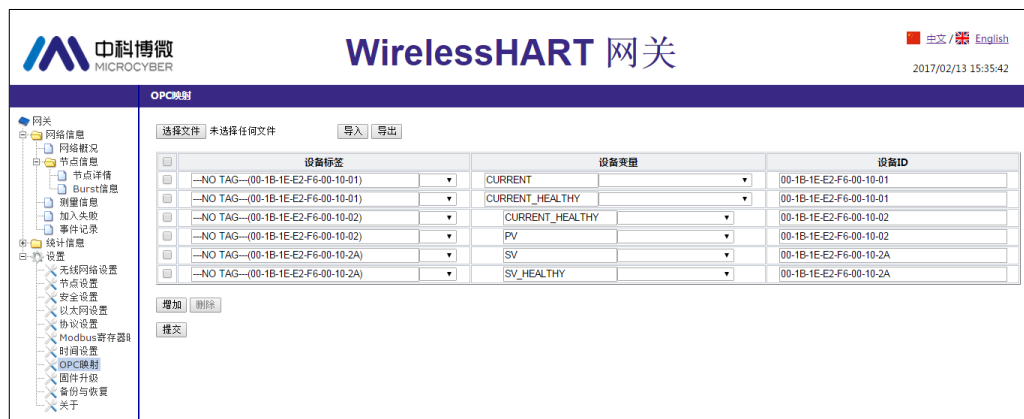 中科博微
MICROCYBER
WirelessHART 网关
中文 / English
2017/02/13 15:35:42
OPC映射
网关
网络信息
网络概况
节点信息
节点详情
Burst信息
测量信息
加入失败
事件记录
统计信息
设置
无线网络设置
节点设置
安全设置
以太网设置
协议设置
Modbus寄存器
时间设置
OPC映射
固件升级
备份与恢复
关于
选择文件 未选择任何文件 导入 导出
设备标签 设备变量 设备ID
---NO TAG---(00-1B-1E-E2-F6-00-10-01) CURRENT 00-1B-1E-E2-F6-00-10-01
---NO TAG---(00-1B-1E-E2-F6-00-10-01) CURRENT_HEALTHY 00-1B-1E-E2-F6-00-10-01
---NO TAG---(00-1B-1E-E2-F6-00-10-02) CURRENT_HEALTHY 00-1B-1E-E2-F6-00-10-02
---NO TAG---(00-1B-1E-E2-F6-00-10-02) PV 00-1B-1E-E2-F6-00-10-02
---NO TAG---(00-1B-1E-E2-F6-00-10-2A) SV 00-1B-1E-E2-F6-00-10-2A
---NO TAG---(00-1B-1E-E2-F6-00-10-2A) SV_HEALTHY 00-1B-1E-E2-F6-00-10-2A
增加 删除
提交